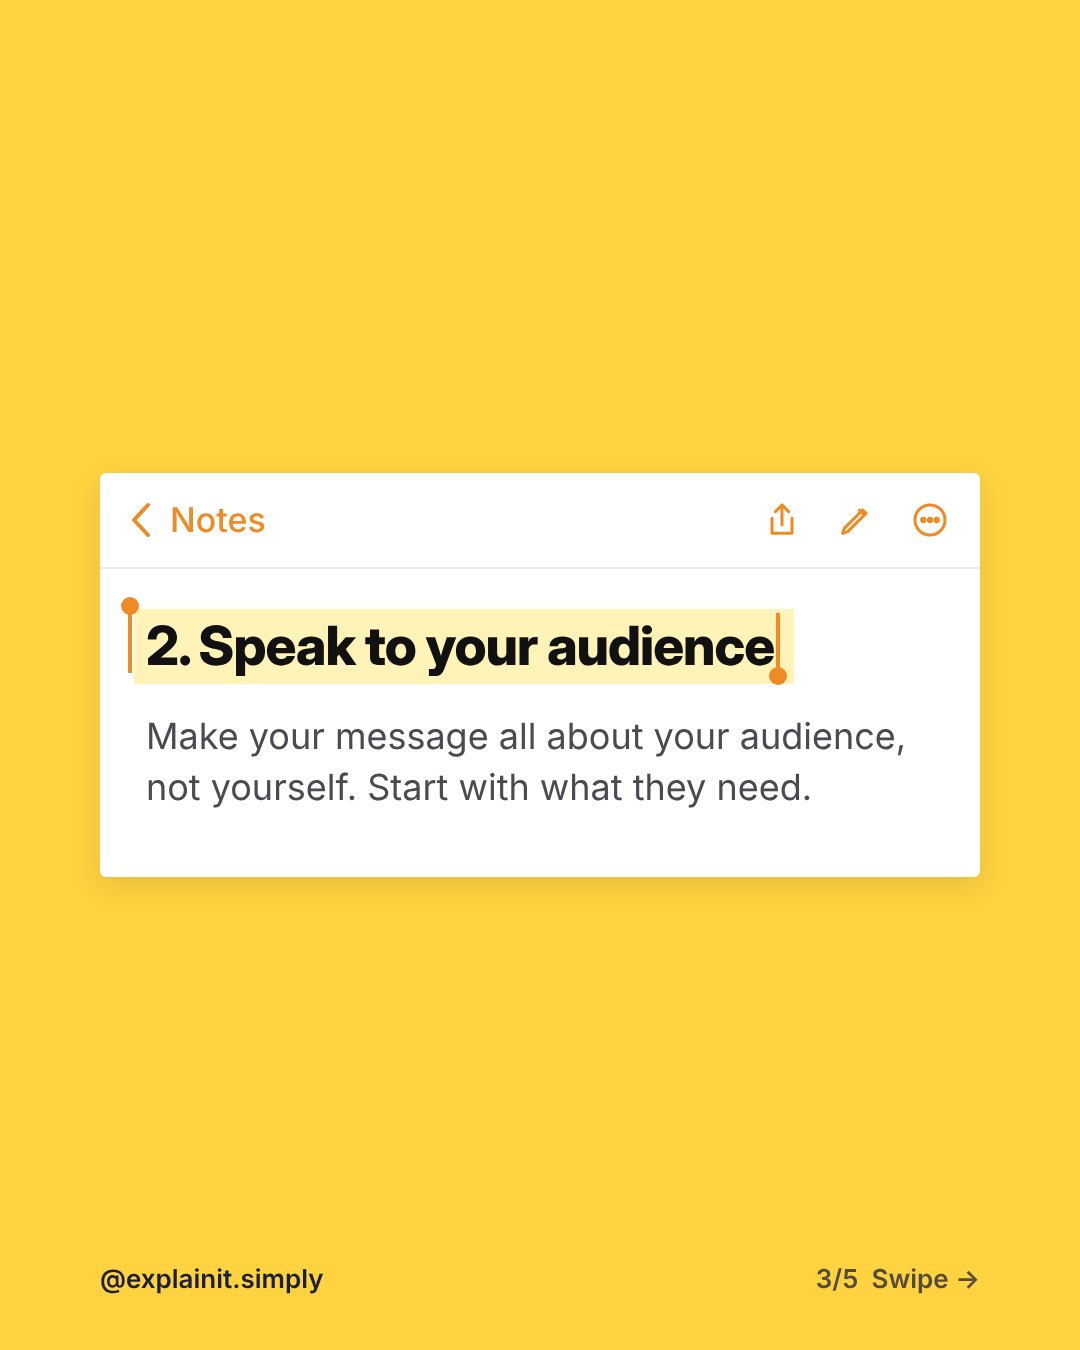 Notes
2. Speak to your audience
Make your message all about your audience,
not yourself. Start with what they need.
@explainit.simply
3/5 Swipe →